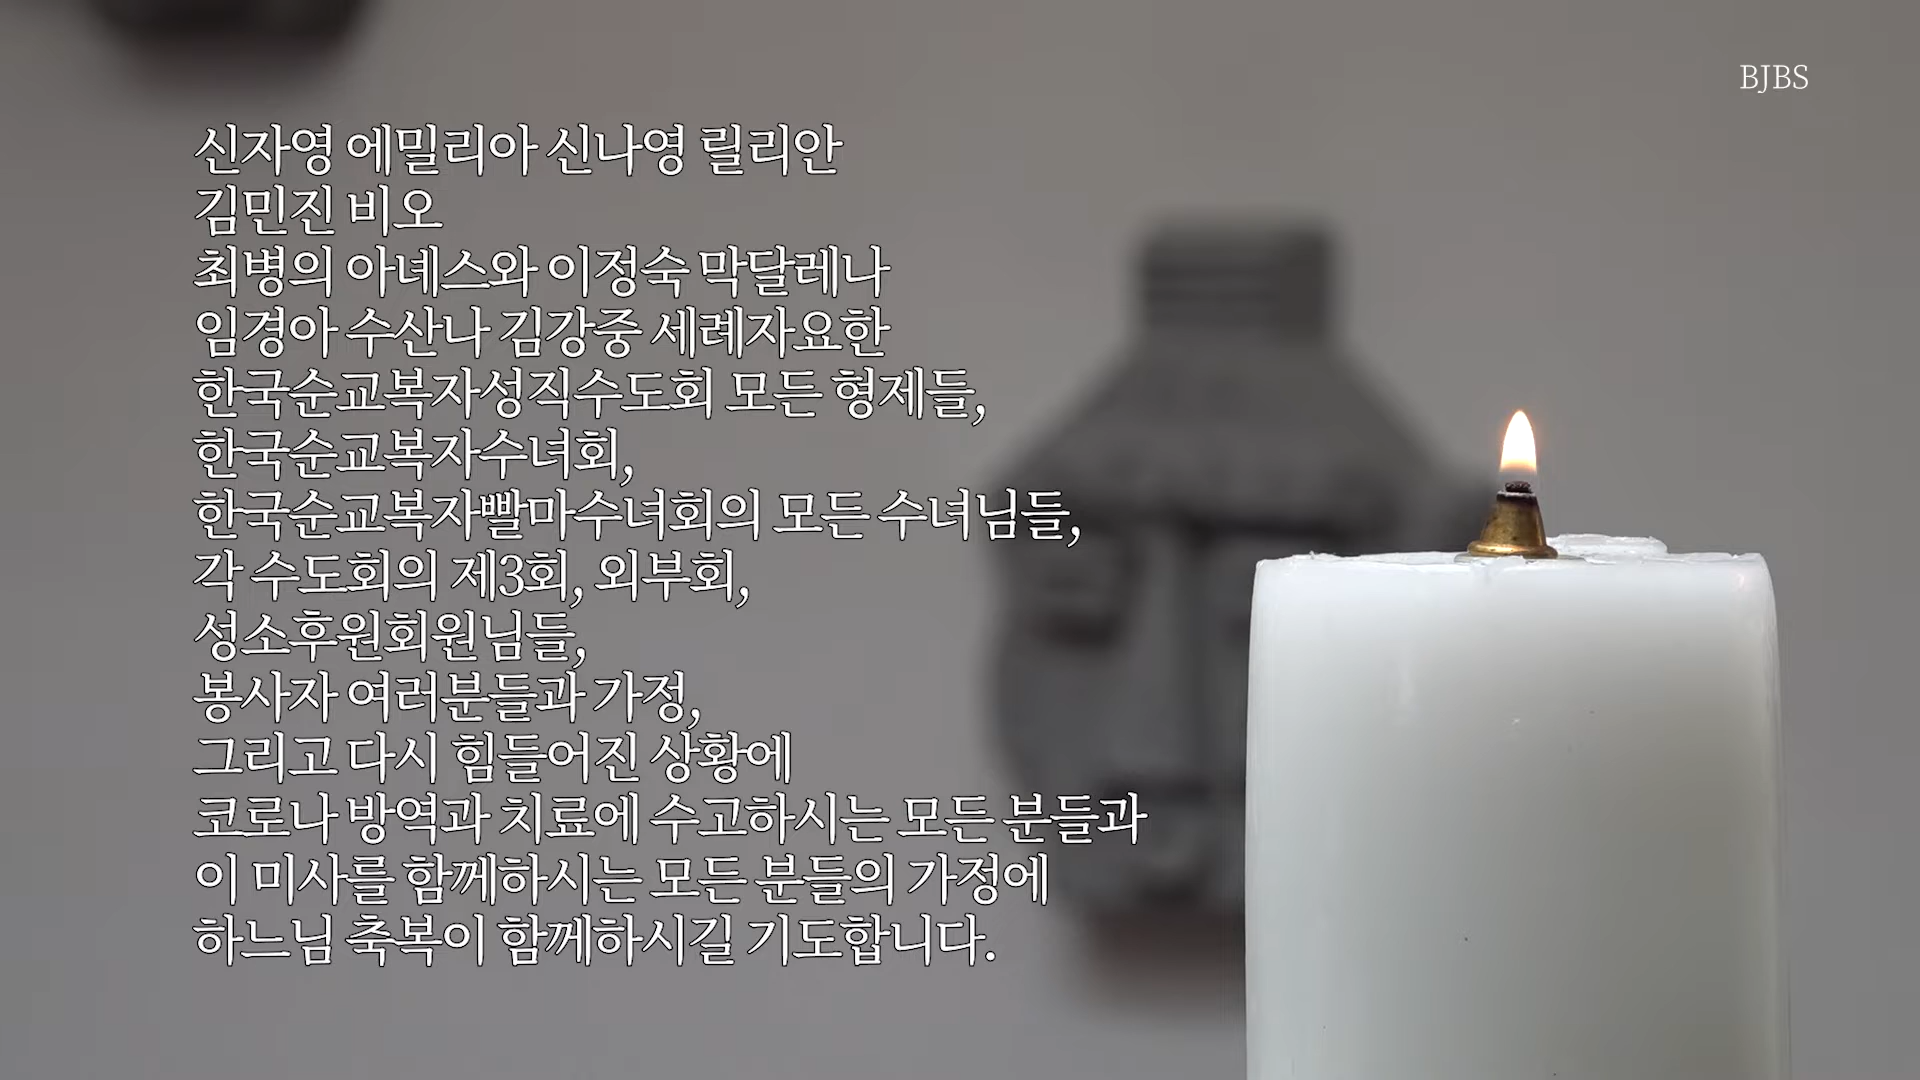 BJBS
신자영 에밀리아 신나영 릴리안
김민진 비오
최병의 아녜스와 이정숙 막달레나
임경아 수산나 김강중 세례자요한
한국순교복자성직수도회 모든 형제들,
한국순교복자수녀회,
한국순교복자빨마수녀회의 모든 수녀님들,
각 수도회의 제3회, 외부회,
성소후원회원님들,
봉사자 여러분들과 가정,
그리고 다시 힘들어진 상황에
코로나 방역과 치료에 수고하시는 모든 분들과
이 미사를 함께하시는 모든 분들의 가정에
하느님 축복이 함께하시길 기도합니다.